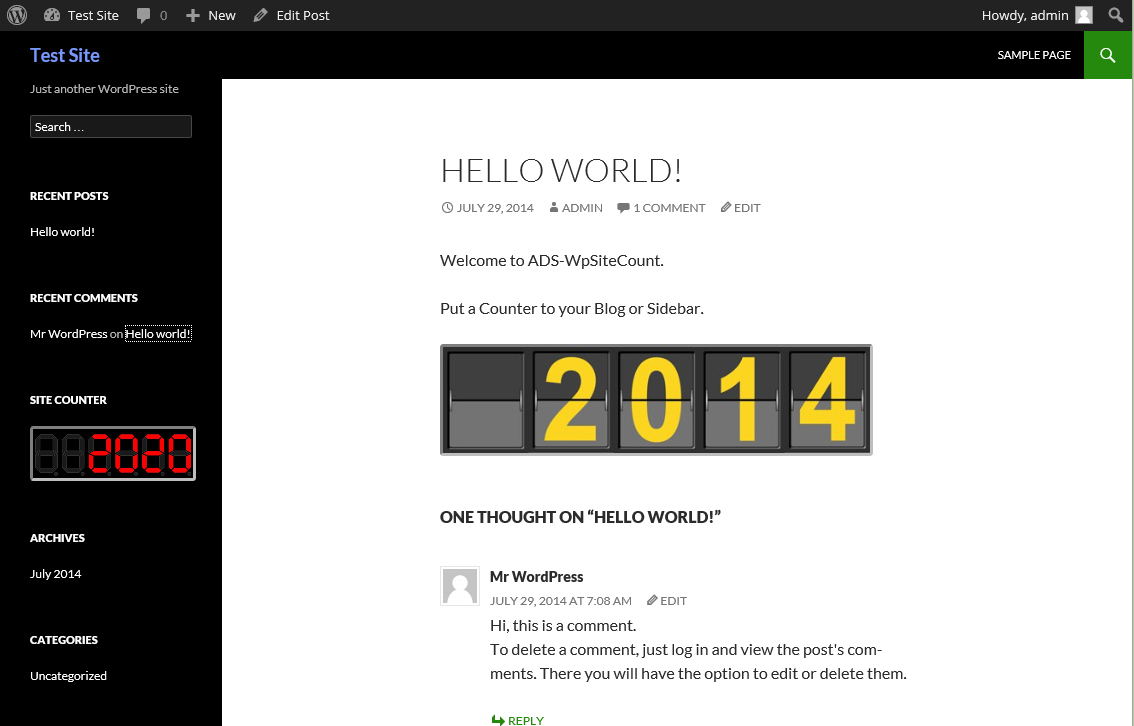 Test Site 0 New Edit Post Howdy, admin
Test Site SAMPLE PAGE
Just another WordPress site
Search …
RECENT POSTS
Hello world!
RECENT COMMENTS
Mr WordPress on Hello world!
SITE COUNTER
2020
ARCHIVES
July 2014
CATEGORIES
Uncategorized
HELLO WORLD!
JULY 29, 2014 ADMIN 1 COMMENT EDIT
Welcome to ADS-WpSiteCount.
Put a Counter to your Blog or Sidebar.
2014
ONE THOUGHT ON “HELLO WORLD!”
Mr WordPress
JULY 29, 2014 AT 7:08 AM EDIT
Hi, this is a comment.
To delete a comment, just log in and view the post's com-
ments. There you will have the option to edit or delete them.
REPLY